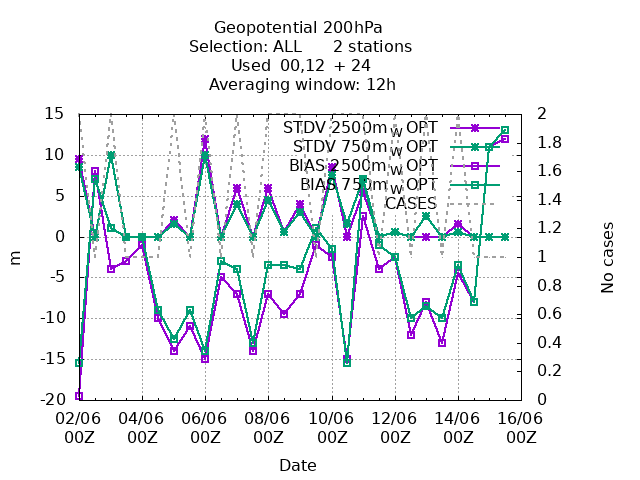 Geopotential 200hPa
Selection: ALL 2 stations
Used 00,12 + 24
Averaging window: 12h
15 2
STDV 2500m_W OPT
10 1.8
STDV 750m_W OPT
1.6
BIAS 2500m_W OPT
5 1.4
BIAS 750m_W OPT
CASES
0 1.2
1
-5 0.8
-10 0.6
-15 0.4
0.2
-20 0
m
No cases
02/06 04/06 06/06 08/06 10/06 12/06 14/06 16/06
00Z 00Z 00Z 00Z 00Z 00Z 00Z 00Z
Date